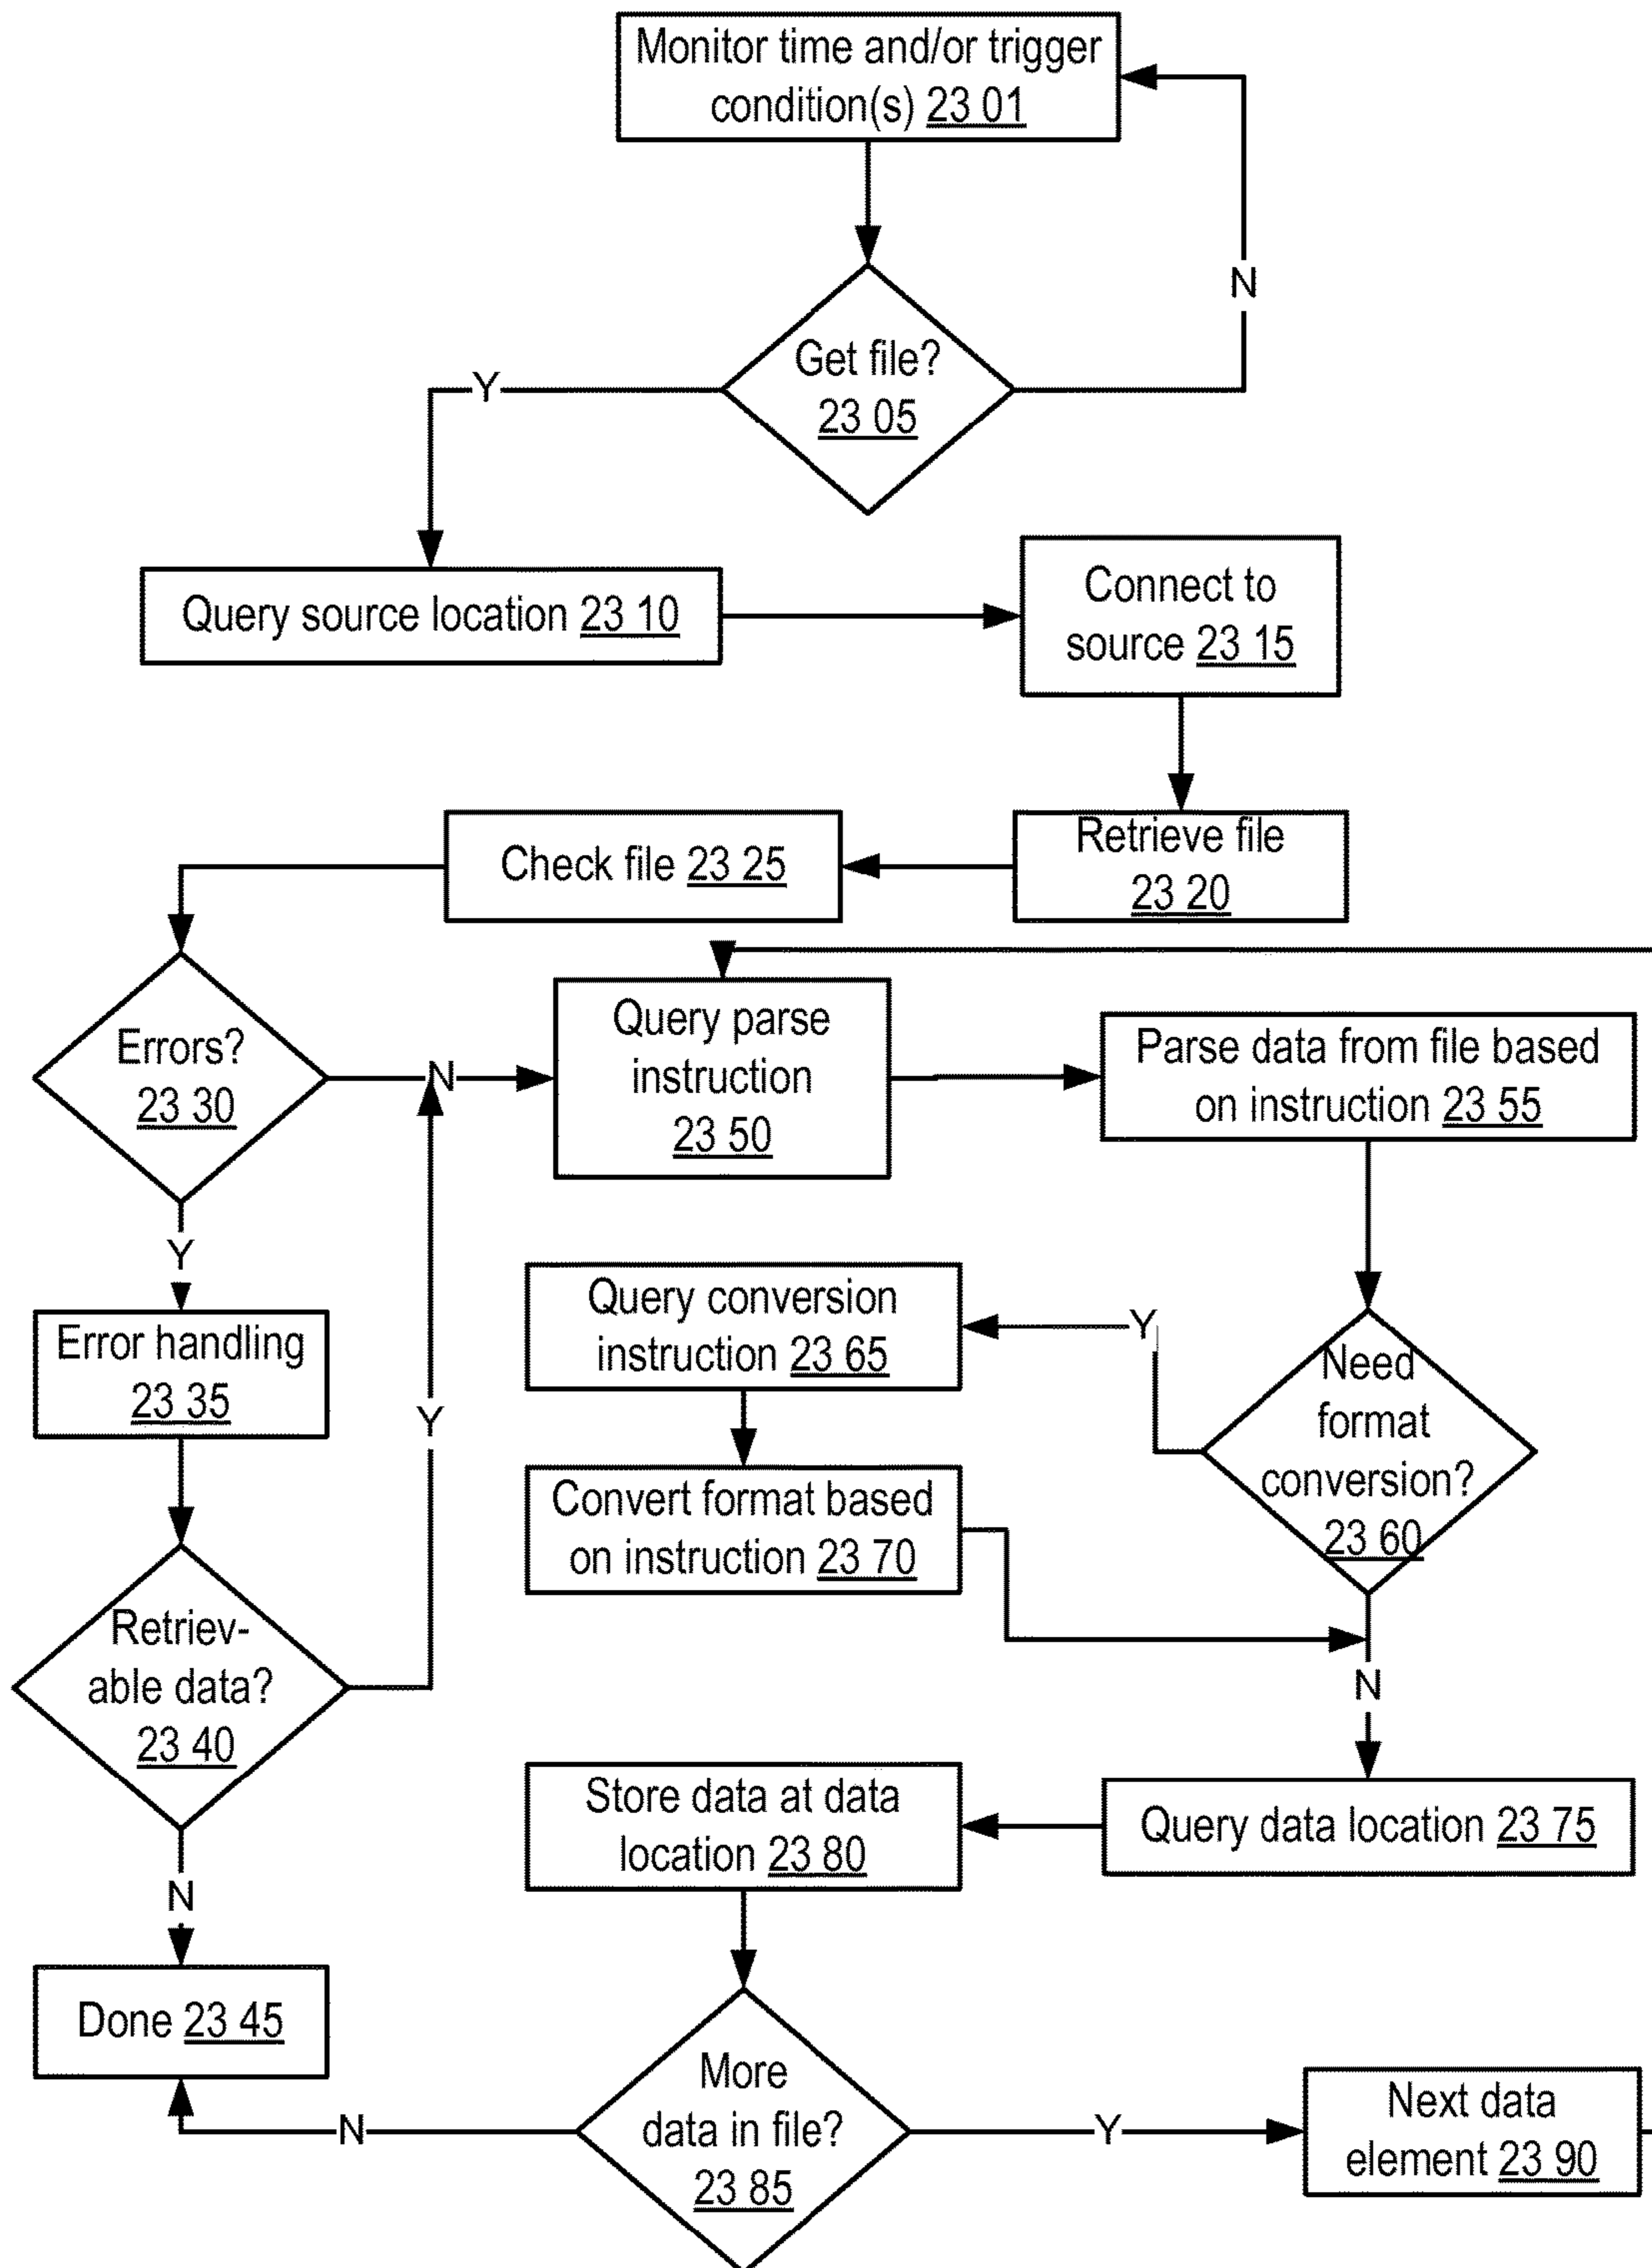 Monitor time and/or trigger
condition(s) 23 01
N
Get file?
23 05
Y
Query source location 23 10
Connect to
source 23 15
Retrieve file
23 20
Check file 23 25
Errors?
23 30
N
Query parse
instruction
23 50
Parse data from file based
on instruction 23 55
Y
Error handling
23 35
Y
Query conversion
instruction 23 65
Y
Need
format
conversion?
23 60
Convert format based
on instruction 23 70
Retriev-
able data?
23 40
N
Store data at data
location 23 80
Query data location 23 75
N
Done 23 45
More
data in file?
23 85
N
Y
Next data
element 23 90